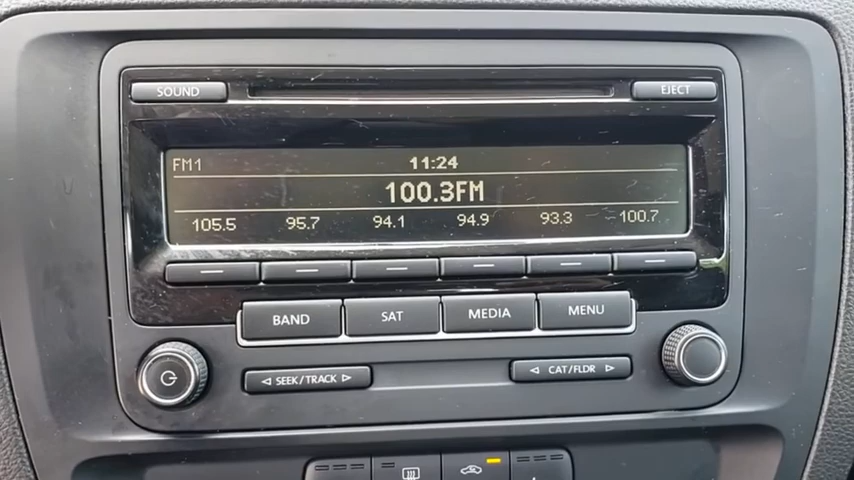 SOUND EJECT
FM1 11:24
100.3FM
105.5 95.7 94.1 94.9 93.3 100.7
BAND SAT MEDIA MENU
SEEK/TRACK CAT/FLDR